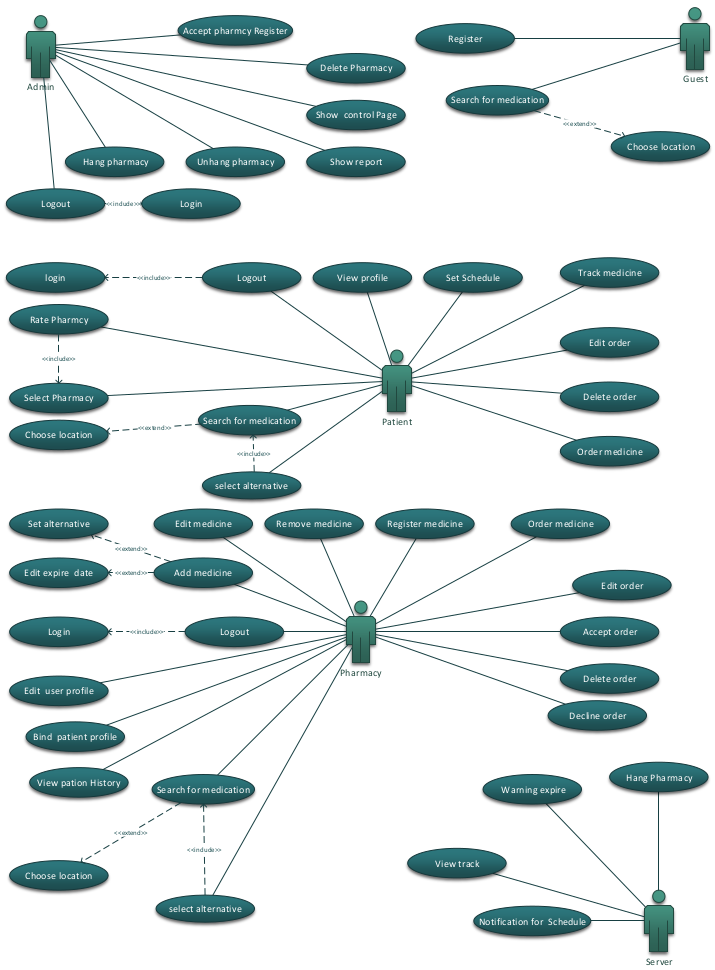 Accept pharmcy Register
Delete Pharmacy
Admin
Show control Page
Hang pharmacy
Unhang pharmacy
Show report
Logout
<<include>>
Login
Register
Guest
Search for medication
<<extend>>
Choose location
login
<<include>>
Logout
View profile
Set Schedule
Track medicine
Rate Pharmcy
Edit order
<<include>>
Select Pharmacy
Delete order
Choose location
<<extend>>
Search for medication
Patient
<<include>>
Order medicine
select alternative
Set alternative
Edit medicine
Remove medicine
Register medicine
Order medicine
<<extend>>
Edit expire date
<<extend>>
Add medicine
Edit order
Login
<<include>>
Logout
Accept order
Pharmacy
Edit user profile
Delete order
Decline order
Bind patient profile
View pation History
Search for medication
<<extend>>
<<include>>
Choose location
select alternative
Warning expire
Hang Pharmacy
View track
Notification for Schedule
Server